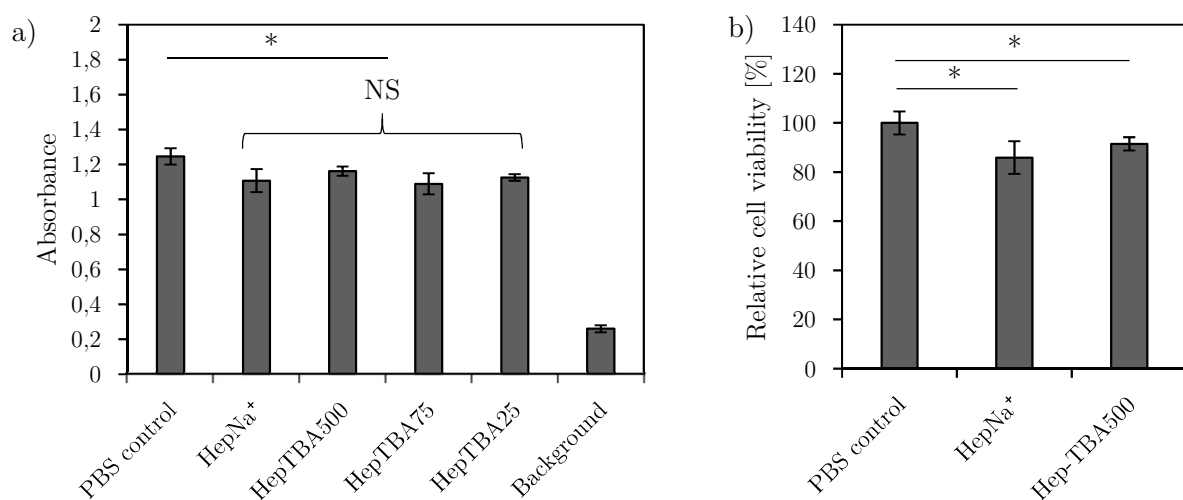 a)
Absorbance
2
1,8
1,6
1,4
1,2
1
0,8
0,6
0,4
0,2
0
*
NS
PBS control
HepNa⁺
HepTBA500
HepTBA75
HepTBA25
Background
b)
Relative cell viability [%]
140
120
100
80
60
40
20
0
*
*
PBS control
HepNa⁺
Hep-TBA500